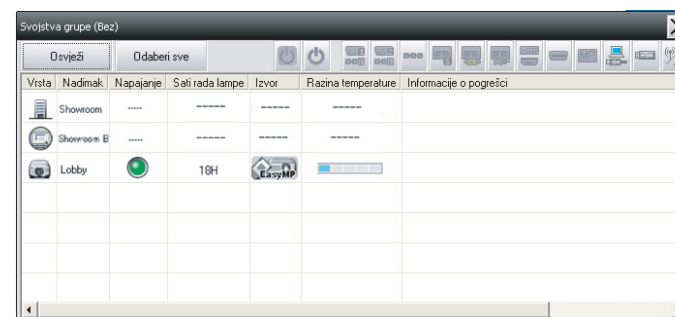 Svojstva grupe (Bez)
Osvježi Odaberi sve
Vrsta Nadimak Napajanje Sati rada lampe Izvor Razina temperature Informacije o pogrešci
Showroom ----- ----- ----- -----
Showroom B ----- ----- ----- -----
Lobby 18H EasyMP